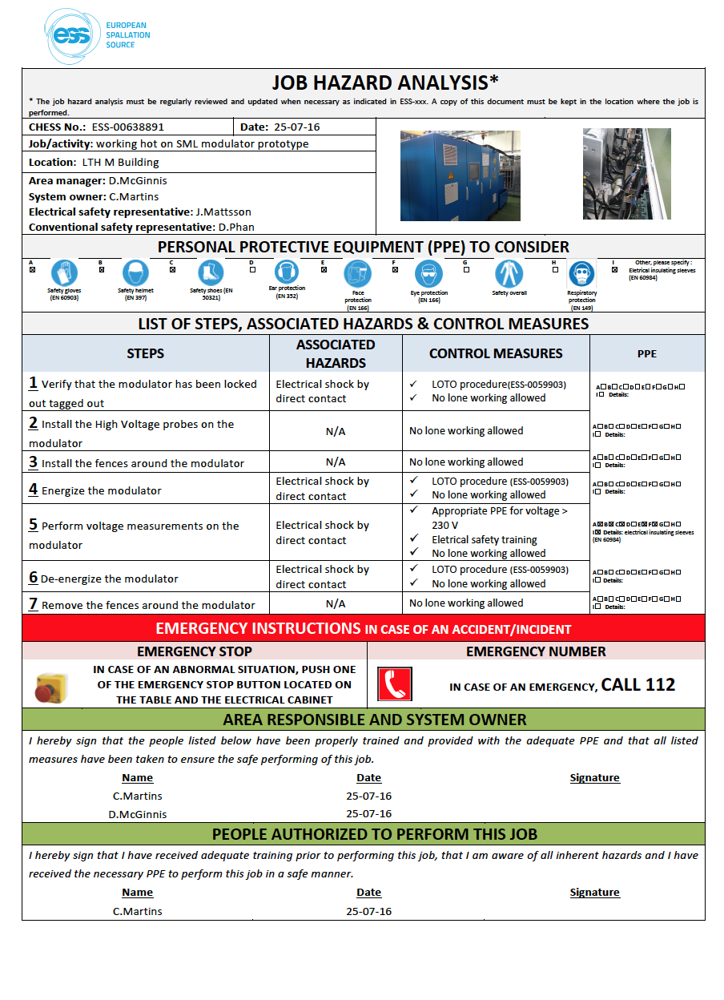 ess
EUROPEAN
SPALLATION
SOURCE
JOB HAZARD ANALYSIS*
* The job hazard analysis must be regularly reviewed and updated when necessary as indicated in ESS-xxx. A copy of this document must be kept in the location where the job is
performed.
CHESS No.: ESS-00638891
Date: 25-07-16
Job/activity: working hot on SML modulator prototype
Location: LTH M Building
Area manager: D.McGinnis
System owner: C.Martins
Electrical safety representative: J.Mattsson
Conventional safety representative: D.Phan
PERSONAL PROTECTIVE EQUIPMENT (PPE) TO CONSIDER
A ☒ Safety gloves
(EN 60903)
B ☒ Safety helmet
(EN 397)
C ☒ Safety shoes (EN
50321)
D ☐ Ear protection
(EN 352)
E ☒ Face
protection
(EN 166)
F ☒ Eye protection
(EN 166)
G ☐ Safety overall
H ☐ Respiratory
protection
(EN 149)
I ☒ Other, please specify :
Eletrical insulating sleeves
(EN 60984)
LIST OF STEPS, ASSOCIATED HAZARDS & CONTROL MEASURES
STEPS
ASSOCIATED
HAZARDS
CONTROL MEASURES
PPE
1 Verify that the modulator has been locked
out tagged out
Electrical shock by
direct contact
✓ LOTO procedure(ESS-0059903)
✓ No lone working allowed
A☐B☐C☐D☐E☐F☐G☐H☐
I☐ Details:
2 Install the High Voltage probes on the
modulator
N/A
No lone working allowed
A☐B☐C☐D☐E☐F☐G☐H☐
I☐ Details:
3 Install the fences around the modulator
N/A
No lone working allowed
A☐B☐C☐D☐E☐F☐G☐H☐
I☐ Details:
4 Energize the modulator
Electrical shock by
direct contact
✓ LOTO procedure (ESS-0059903)
✓ No lone working allowed
A☐B☐C☐D☐E☐F☐G☐H☐
I☐ Details:
5 Perform voltage measurements on the
modulator
Electrical shock by
direct contact
✓ Appropriate PPE for voltage >
230 V
✓ Eletrical safety training
✓ No lone working allowed
A☒B☒C☒D☐E☒F☒G☐H☐
I☒ Details: electrical insulating sleeves
(EN 60984)
6 De-energize the modulator
Electrical shock by
direct contact
✓ LOTO procedure (ESS-0059903)
✓ No lone working allowed
A☐B☐C☐D☐E☐F☐G☐H☐
I☐ Details:
7 Remove the fences around the modulator
N/A
No lone working allowed
A☐B☐C☐D☐E☐F☐G☐H☐
I☐ Details:
EMERGENCY INSTRUCTIONS IN CASE OF AN ACCIDENT/INCIDENT
EMERGENCY STOP
IN CASE OF AN ABNORMAL SITUATION, PUSH ONE
OF THE EMERGENCY STOP BUTTON LOCATED ON
THE TABLE AND THE ELECTRICAL CABINET
EMERGENCY NUMBER
IN CASE OF AN EMERGENCY, CALL 112
AREA RESPONSIBLE AND SYSTEM OWNER
I hereby sign that the people listed below have been properly trained and provided with the adequate PPE and that all listed
measures have been taken to ensure the safe performing of this job.
Name Date Signature
C.Martins 25-07-16
D.McGinnis 25-07-16
PEOPLE AUTHORIZED TO PERFORM THIS JOB
I hereby sign that I have received adequate training prior to performing this job, that I am aware of all inherent hazards and I have
received the necessary PPE to perform this job in a safe manner.
Name Date Signature
C.Martins 25-07-16